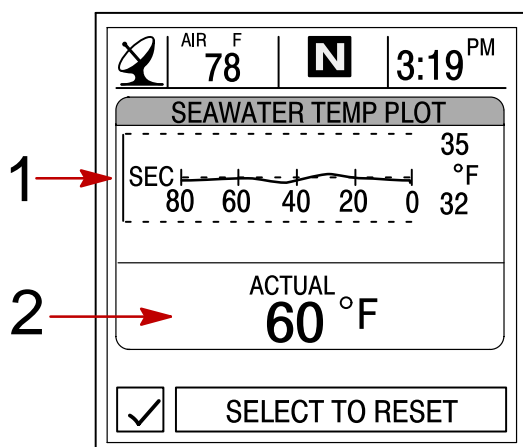 AIR F
78
N
3:19 PM
SEAWATER TEMP PLOT
35
1
SEC
°F
80 60 40 20 0 32
ACTUAL
2
60 °F
SELECT TO RESET